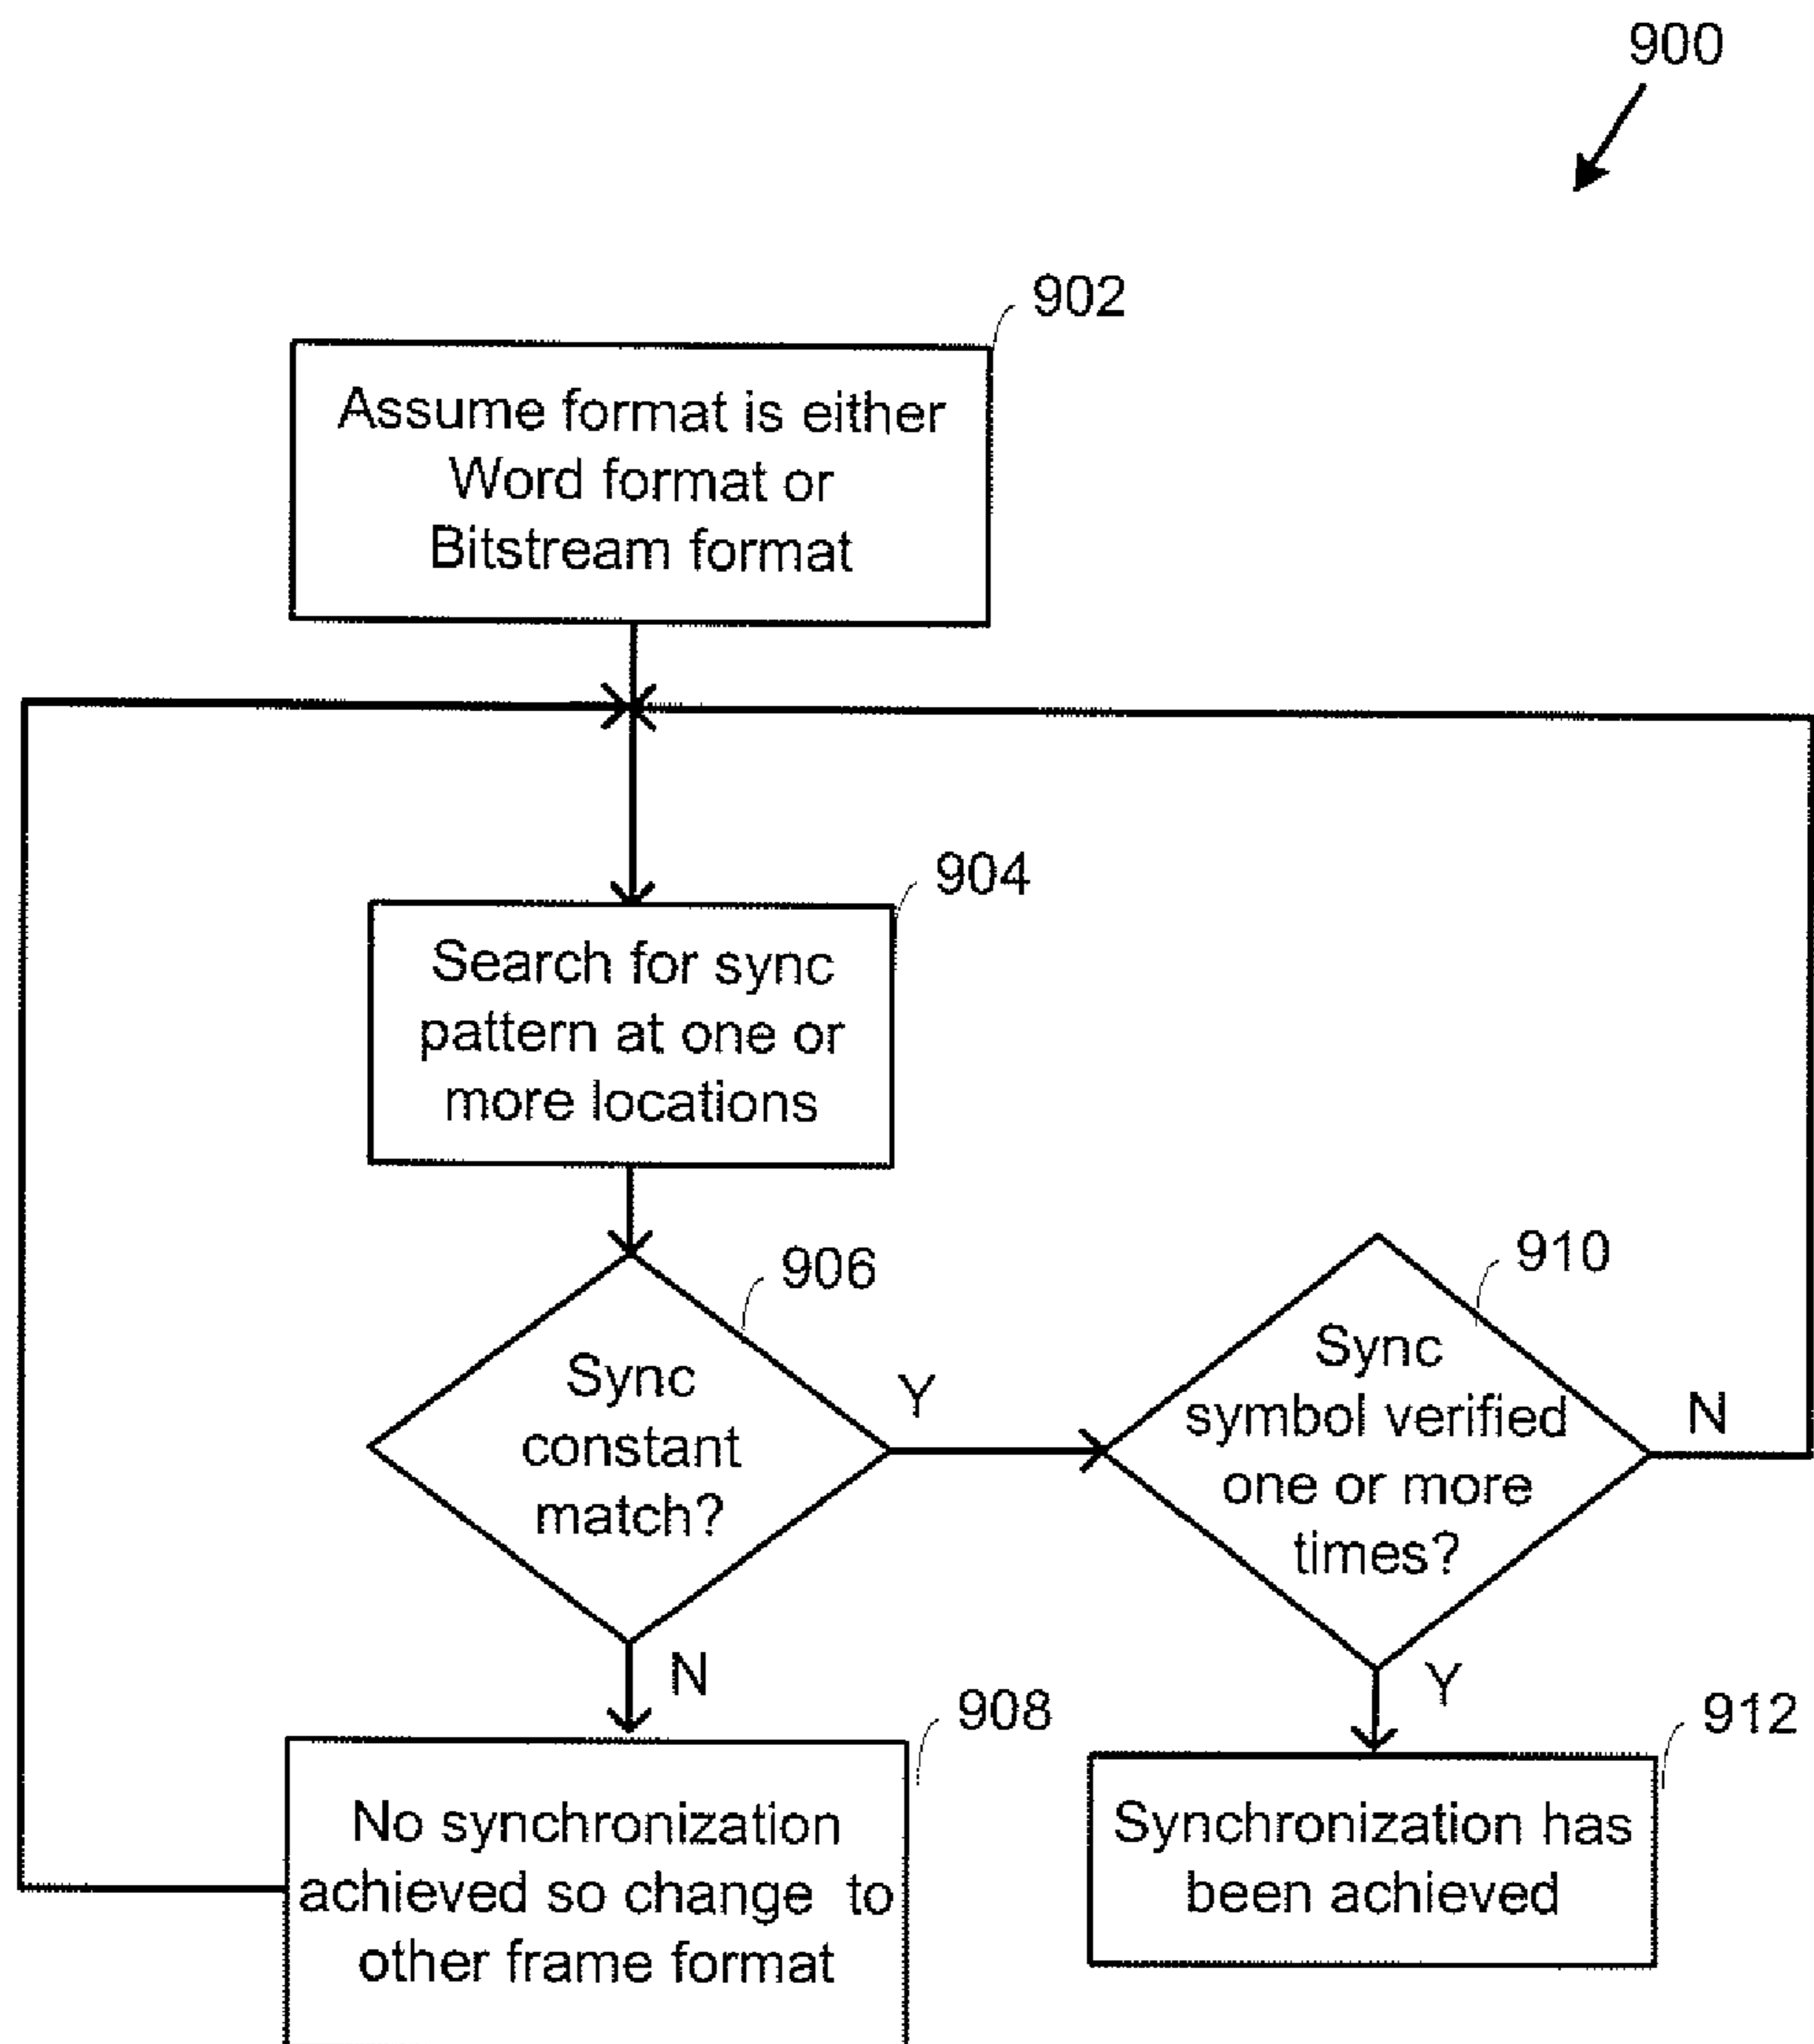 900
902
Assume format is either
Word format or
Bitstream format
904
Search for sync
pattern at one or
more locations
906
Sync
constant
match?
Y
N
910
Sync
symbol verified
one or more
times?
N
Y
908
No synchronization
achieved so change to
other frame format
912
Synchronization has
been achieved